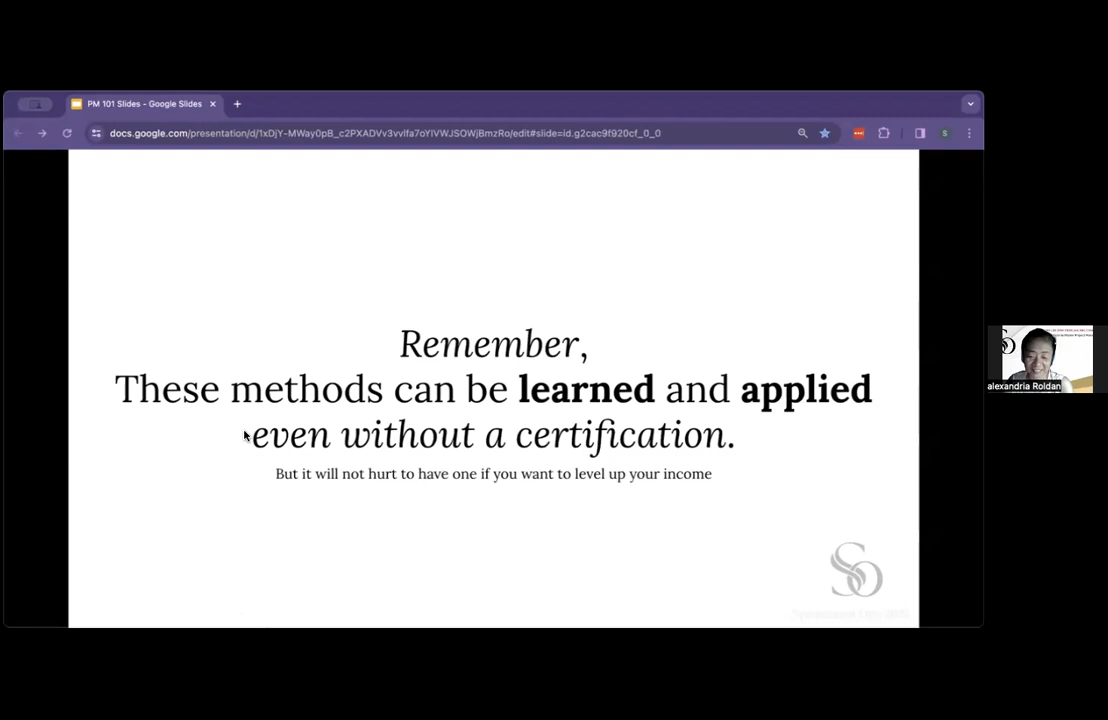 PM 101 Slides - Google Slides
docs.google.com/presentation/d/1xDjY-MWay0pB_c2PXADVv3vvlfa7oYlVWJSOWjBmzRo/edit#slide=id.g2cac9f920cf_0_0
S
Remember,
These methods can be learned and applied
even without a certification.
But it will not hurt to have one if you want to level up your income
SO
alexandria Roldan